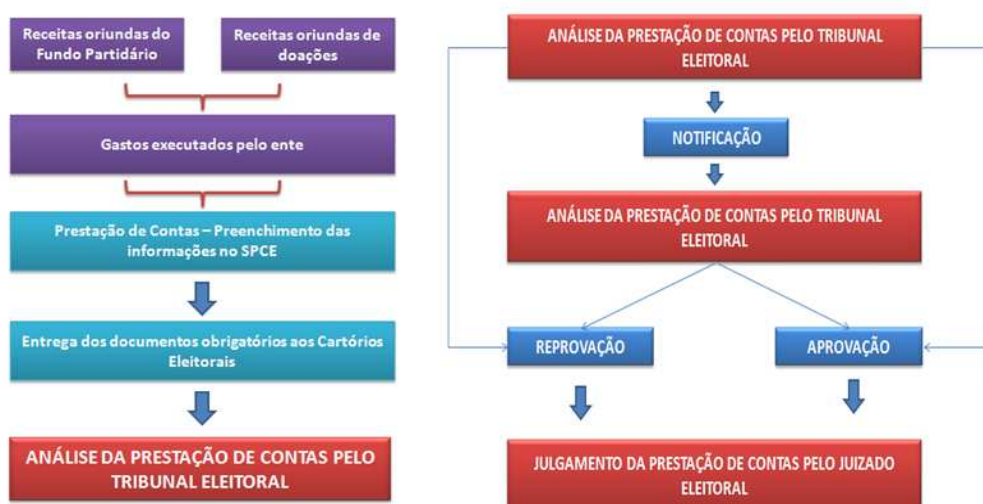 Receitas oriundas do
Fundo Partidário
Receitas oriundas de
doações
Gastos executados pelo ente
Prestação de Contas – Preenchimento das
informações no SPCE
Entrega dos documentos obrigatórios aos Cartórios
Eleitorais
ANÁLISE DA PRESTAÇÃO DE CONTAS PELO
TRIBUNAL ELEITORAL
ANÁLISE DA PRESTAÇÃO DE CONTAS PELO TRIBUNAL
ELEITORAL
NOTIFICAÇÃO
ANÁLISE DA PRESTAÇÃO DE CONTAS PELO TRIBUNAL
ELEITORAL
REPROVAÇÃO
APROVAÇÃO
JULGAMENTO DA PRESTAÇÃO DE CONTAS PELO JUIZADO
ELEITORAL